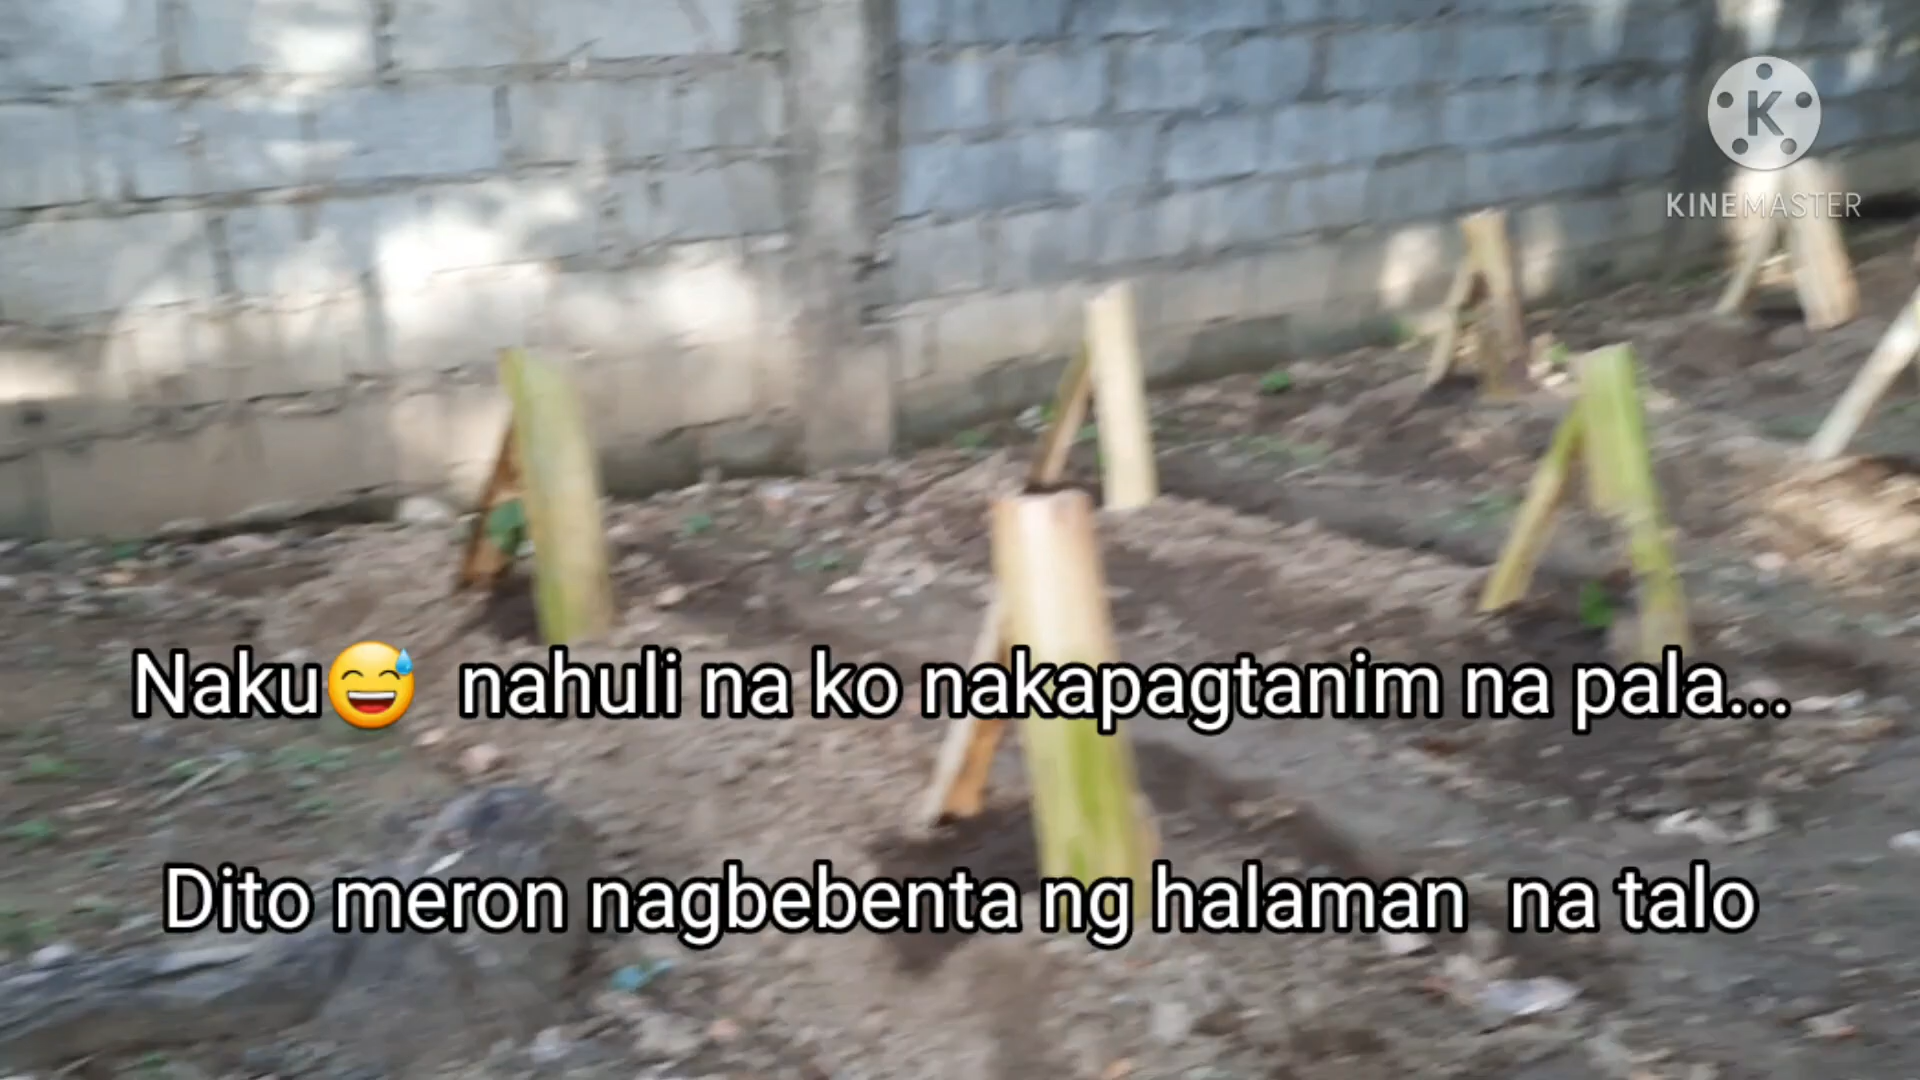 K
KINEMASTER
Naku😅 nahuli na ko nakapagtanim na pala...
Dito meron nagbebenta ng halaman na talo